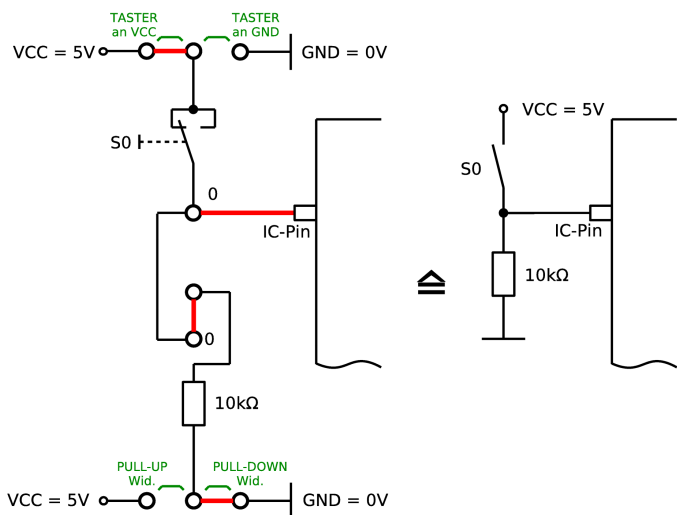 TASTER
an VCC
TASTER
an GND
VCC = 5V
GND = 0V
S0
0
IC-Pin
0
10kΩ
PULL-UP
Wid.
PULL-DOWN
Wid.
VCC = 5V
GND = 0V
≙
VCC = 5V
S0
IC-Pin
10kΩ